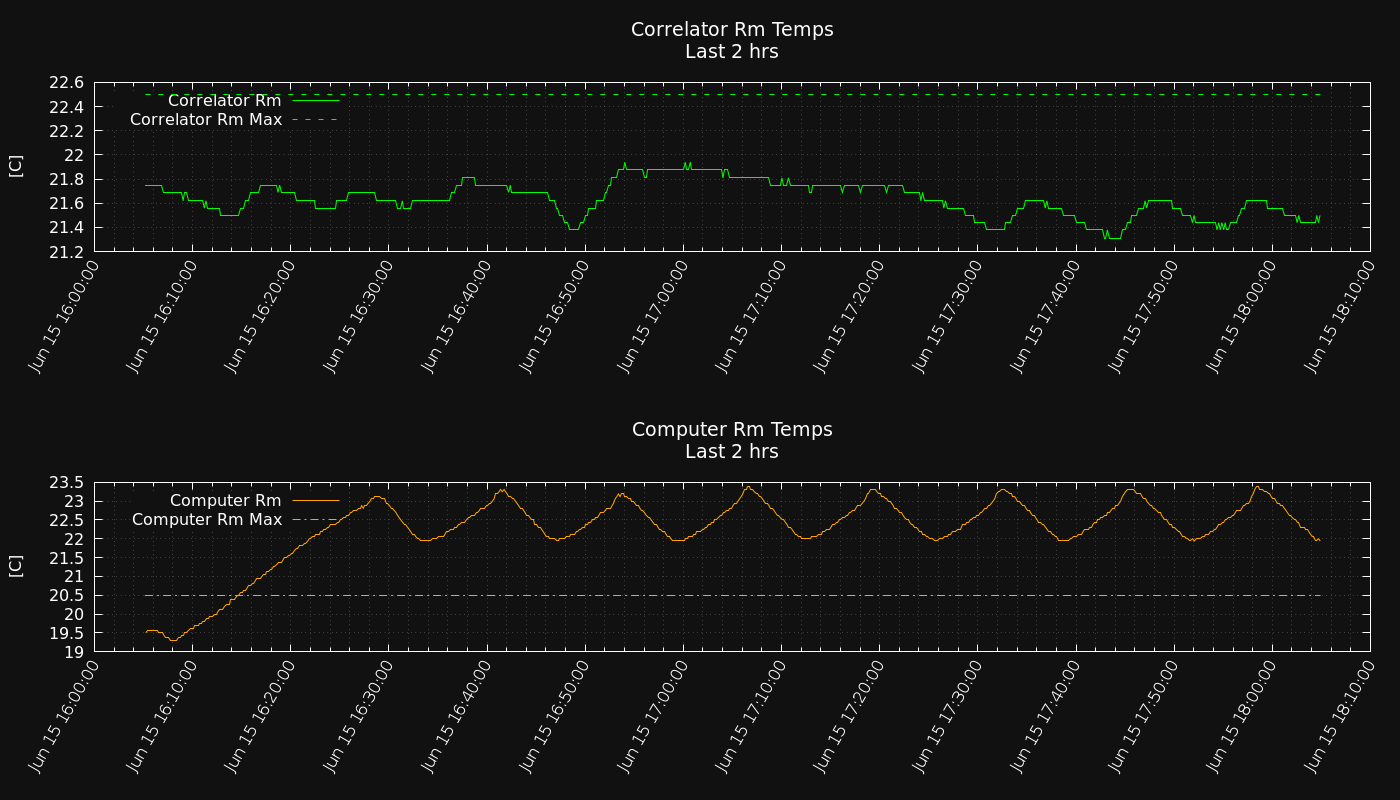 Correlator Rm Temps
Last 2 hrs
[C]
22.6
22.4
22.2
22
21.8
21.6
21.4
21.2
Correlator Rm
Correlator Rm Max
Jun 15 16:00:00
Jun 15 16:10:00
Jun 15 16:20:00
Jun 15 16:30:00
Jun 15 16:40:00
Jun 15 16:50:00
Jun 15 17:00:00
Jun 15 17:10:00
Jun 15 17:20:00
Jun 15 17:30:00
Jun 15 17:40:00
Jun 15 17:50:00
Jun 15 18:00:00
Jun 15 18:10:00
Computer Rm Temps
Last 2 hrs
[C]
23.5
23
22.5
22
21.5
21
20.5
20
19.5
19
Computer Rm
Computer Rm Max
Jun 15 16:00:00
Jun 15 16:10:00
Jun 15 16:20:00
Jun 15 16:30:00
Jun 15 16:40:00
Jun 15 16:50:00
Jun 15 17:00:00
Jun 15 17:10:00
Jun 15 17:20:00
Jun 15 17:30:00
Jun 15 17:40:00
Jun 15 17:50:00
Jun 15 18:00:00
Jun 15 18:10:00